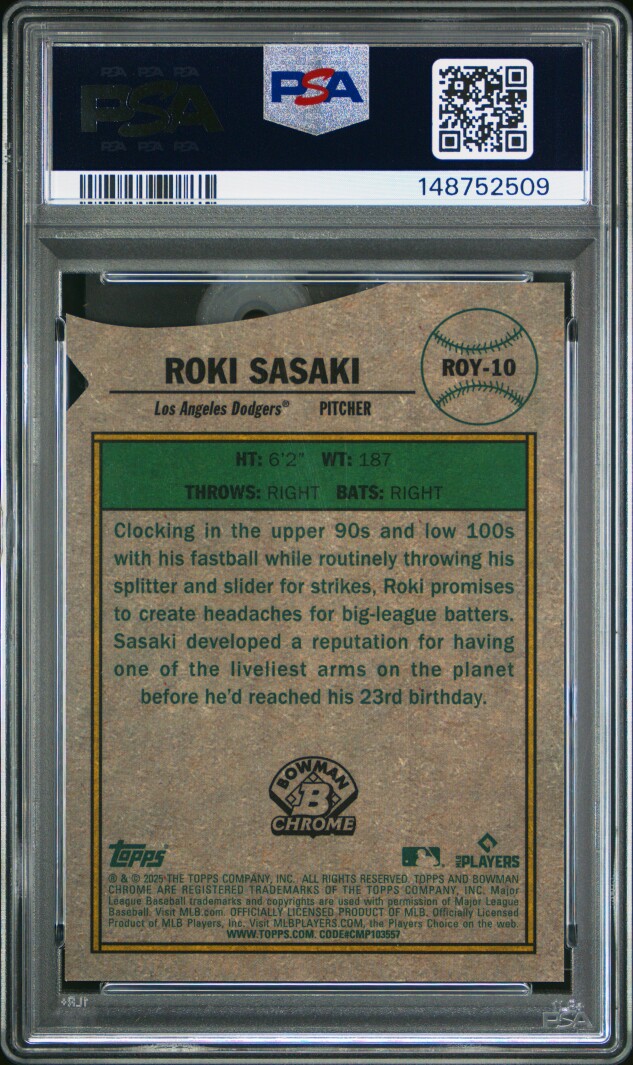 PSA PSA PSA
PSA
PSA PSA PSA
PSA
148752509
ROKI SASAKI
ROY-10
Los Angeles Dodgers® PITCHER
HT: 6'2" WT: 187
THROWS: RIGHT BATS: RIGHT
Clocking in the upper 90s and low 100s
with his fastball while routinely throwing his
splitter and slider for strikes, Roki promises
to create headaches for big-league batters.
Sasaki developed a reputation for having
one of the liveliest arms on the planet
before he'd reached his 23rd birthday.
BOWMAN
B
CHROME
Topps
PLAYERS
® & © 2025 THE TOPPS COMPANY, INC. ALL RIGHTS RESERVED. TOPPS AND BOWMAN
CHROME ARE REGISTERED TRADEMARKS OF THE TOPPS COMPANY, INC. Major
League Baseball trademarks and copyrights are used with permission of Major League
Baseball. Visit MLB.com. OFFICIALLY LICENSED PRODUCT OF MLB. Officially Licensed
Product of MLB Players, Inc. Visit MLBPLAYERS.COM, the Players Choice on the web.
WWW.TOPPS.COM. CODE#CMP103557
PSA